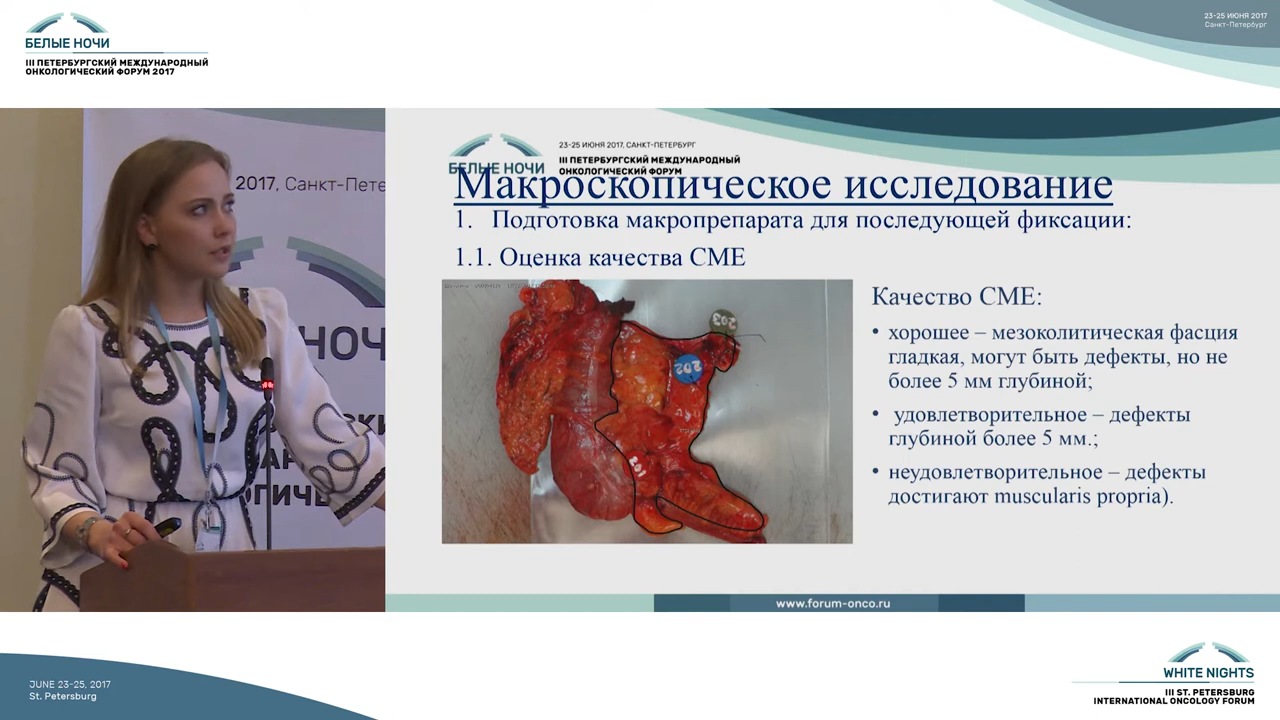 БЕЛЫЕ НОЧИ
III ПЕТЕРБУРГСКИЙ МЕЖДУНАРОДНЫЙ
ОНКОЛОГИЧЕСКИЙ ФОРУМ 2017
23-25 ИЮНЯ 2017
Санкт-Петербург
2017, Санкт-Пете
НОЧ
23-25 ИЮНЯ 2017, САНКТ-ПЕТЕРБУРГ
III ПЕТЕРБУРГСКИЙ МЕЖДУНАРОДНЫЙ
ОНКОЛОГИЧЕСКИЙ ФОРУМ
БЕЛЫЕ НОЧИ
Макроскопическое исследование
1. Подготовка макропрепарата для последующей фиксации:
1.1. Оценка качества СМЕ
203
202
201
Качество СМЕ:
• хорошее – мезоколитическая фасция
гладкая, могут быть дефекты, но не
более 5 мм глубиной;
• удовлетворительное – дефекты
глубиной более 5 мм.;
• неудовлетворительное – дефекты
достигают muscularis propria).
www.forum-onco.ru
JUNE 23-25, 2017
St. Petersburg
WHITE NIGHTS
III ST. PETERSBURG
INTERNATIONAL ONCOLOGY FORUM